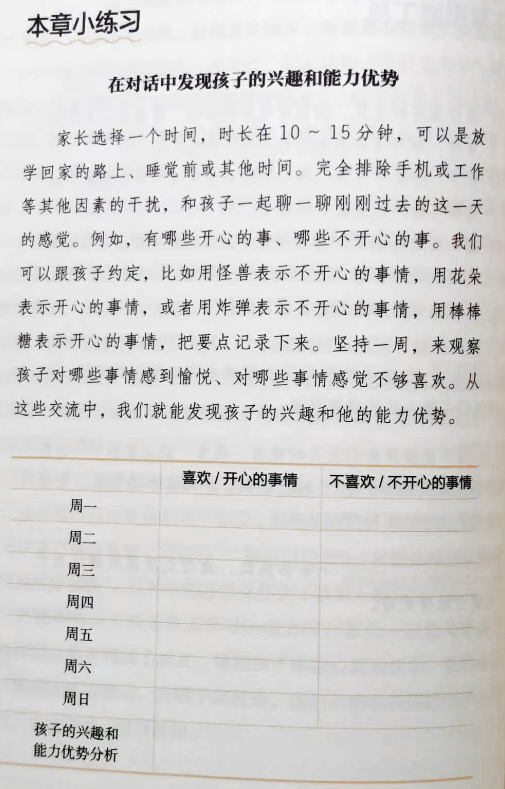 本章小练习
在对话中发现孩子的兴趣和能力优势
家长选择一个时间，时长在10～15分钟，可以是放
学回家的路上、睡觉前或其他时间。完全排除手机或工作
等其他因素的干扰，和孩子一起聊一聊刚刚过去的这一天
的感觉。例如，有哪些开心的事、哪些不开心的事。我们
可以跟孩子约定，比如用怪兽表示不开心的事情，用花朵
表示开心的事情，或者用炸弹表示不开心的事情，用棒棒
糖表示开心的事情，把要点记录下来。坚持一周，来观察
孩子对哪些事情感到愉悦、对哪些事情感觉不够喜欢。从
这些交流中，我们就能发现孩子的兴趣和他的能力优势。
喜欢/开心的事情 不喜欢/不开心的事情
周一
周二
周三
周四
周五
周六
周日
孩子的兴趣和
能力优势分析